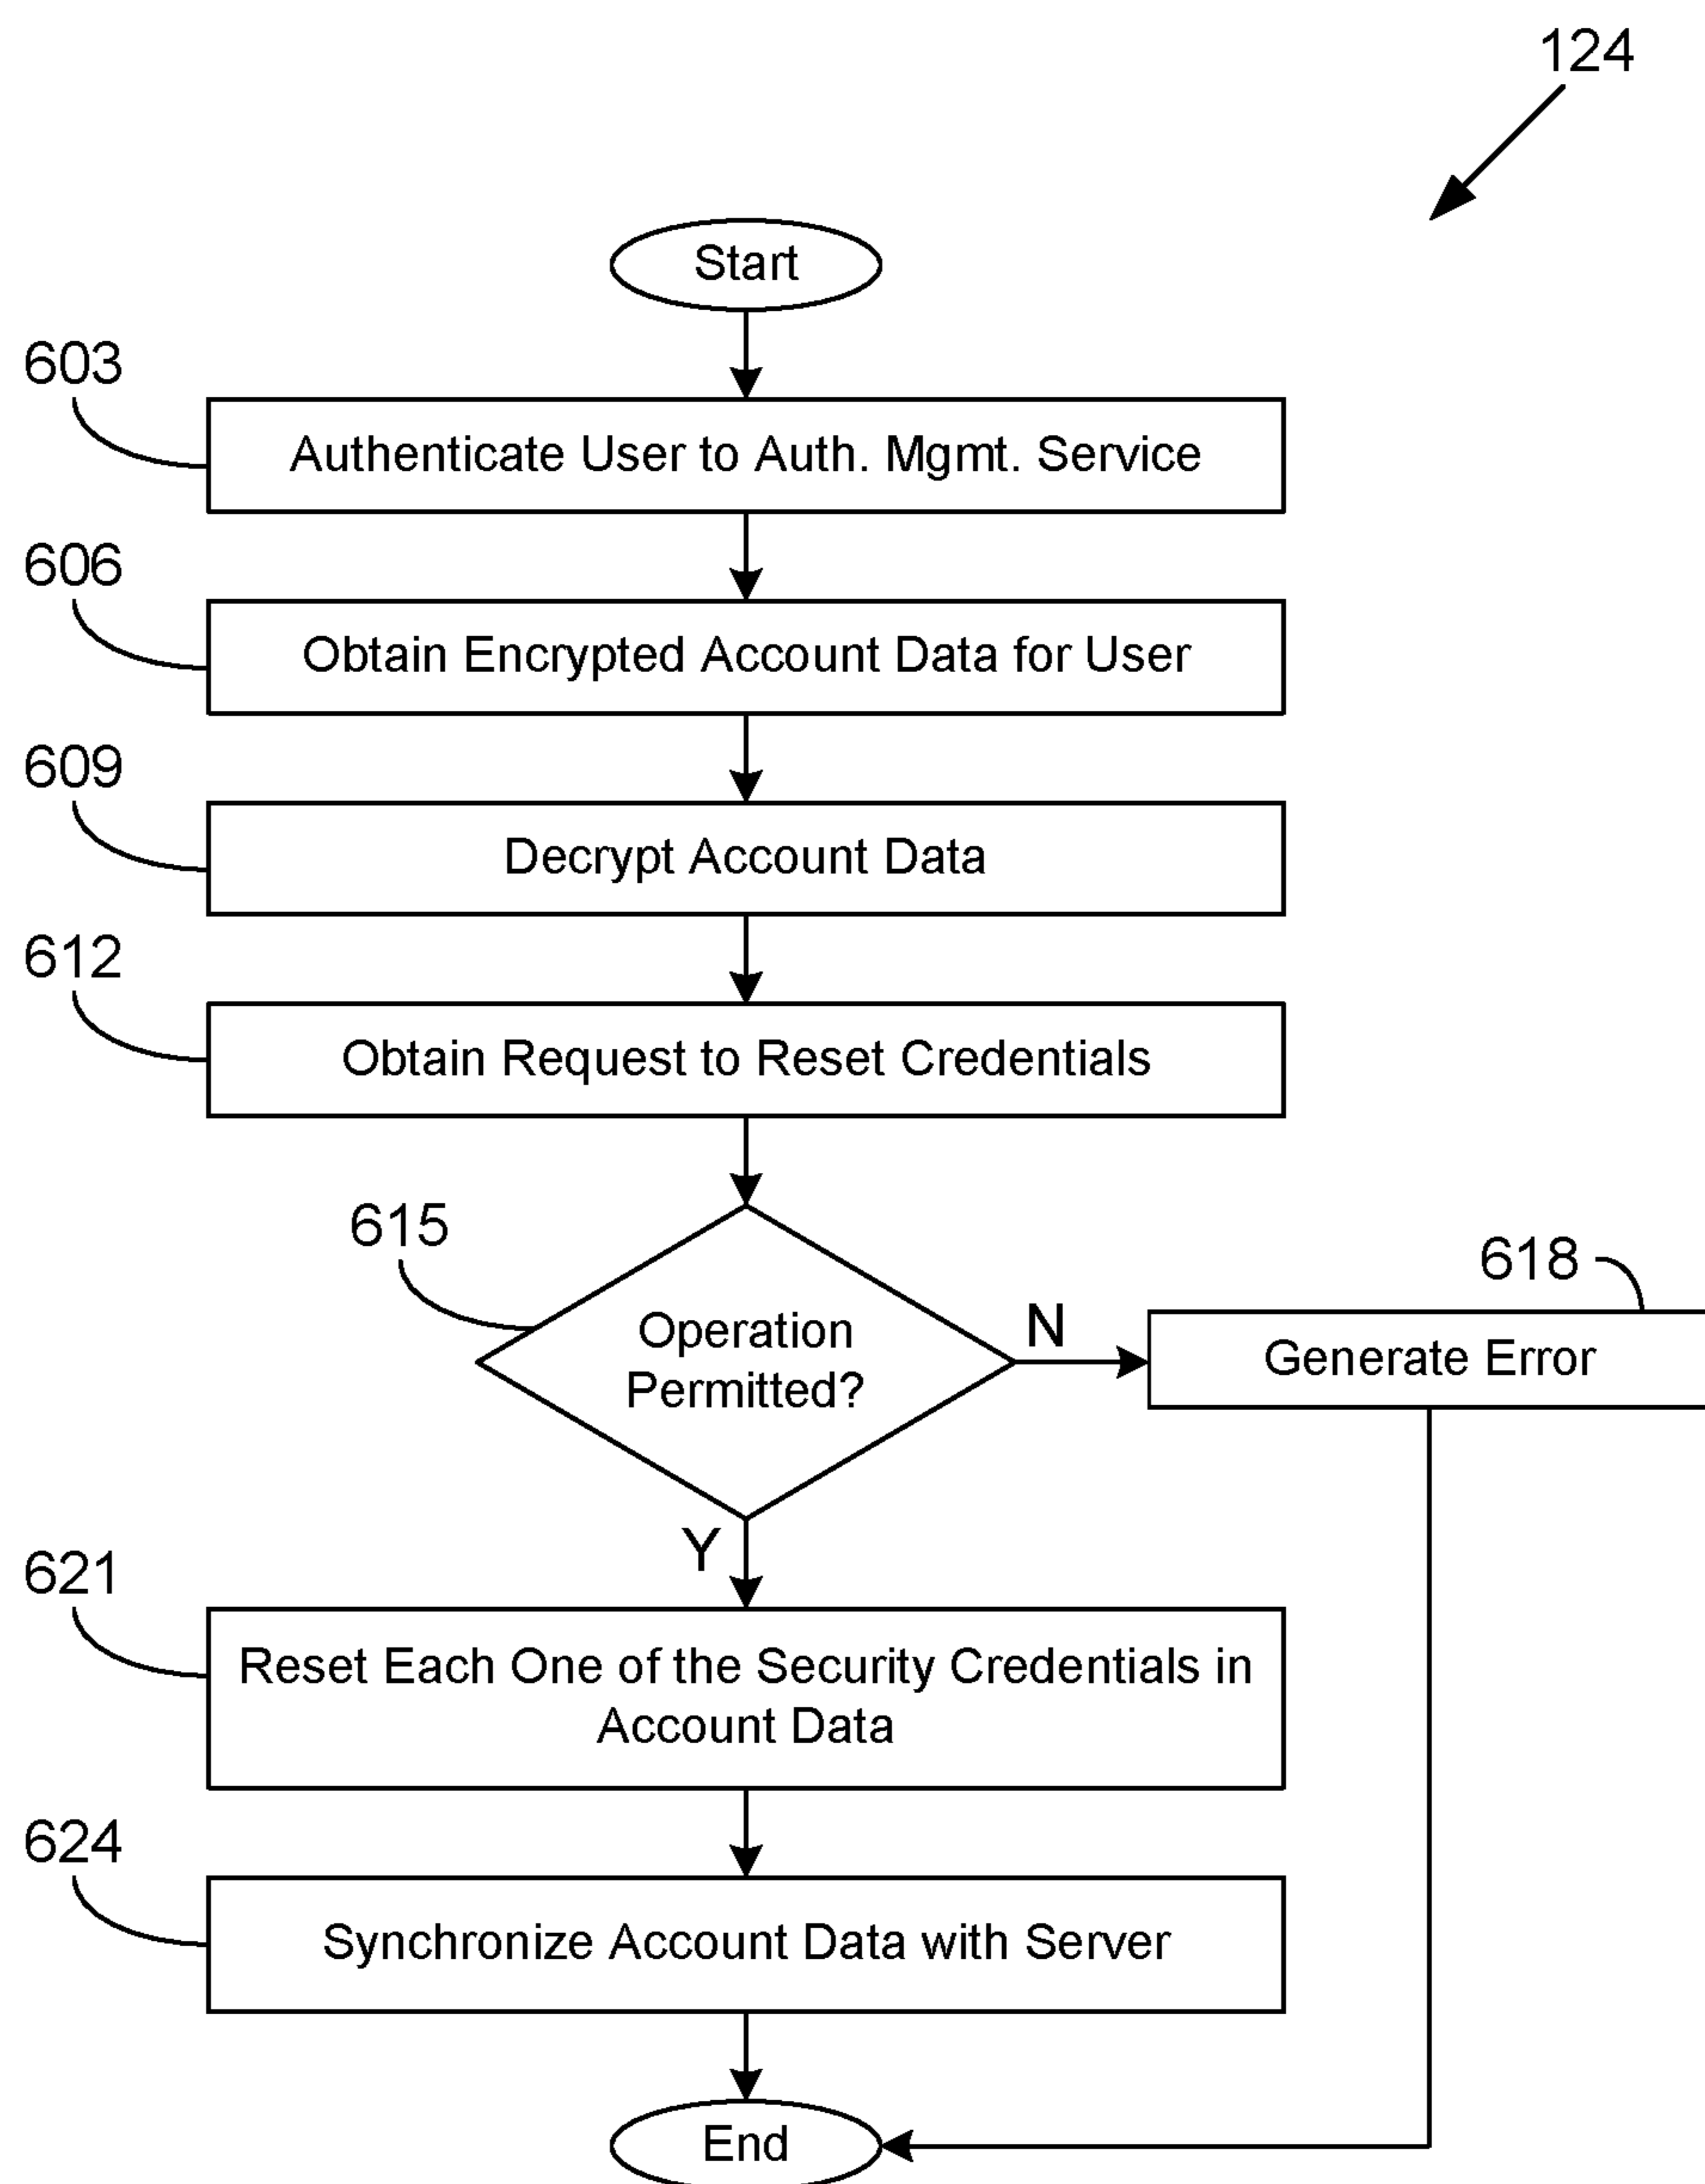 124
Start
603
Authenticate User to Auth. Mgmt. Service
606
Obtain Encrypted Account Data for User
609
Decrypt Account Data
612
Obtain Request to Reset Credentials
615
Operation
Permitted?
N
618
Generate Error
Y
621
Reset Each One of the Security Credentials in
Account Data
624
Synchronize Account Data with Server
End